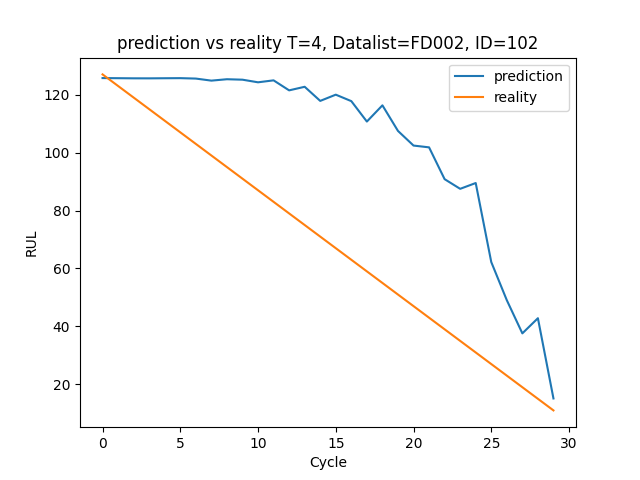 prediction vs reality T=4, Datalist=FD002, ID=102
prediction
reality
120
100
80
60
40
20
RUL
0 5 10 15 20 25 30
Cycle